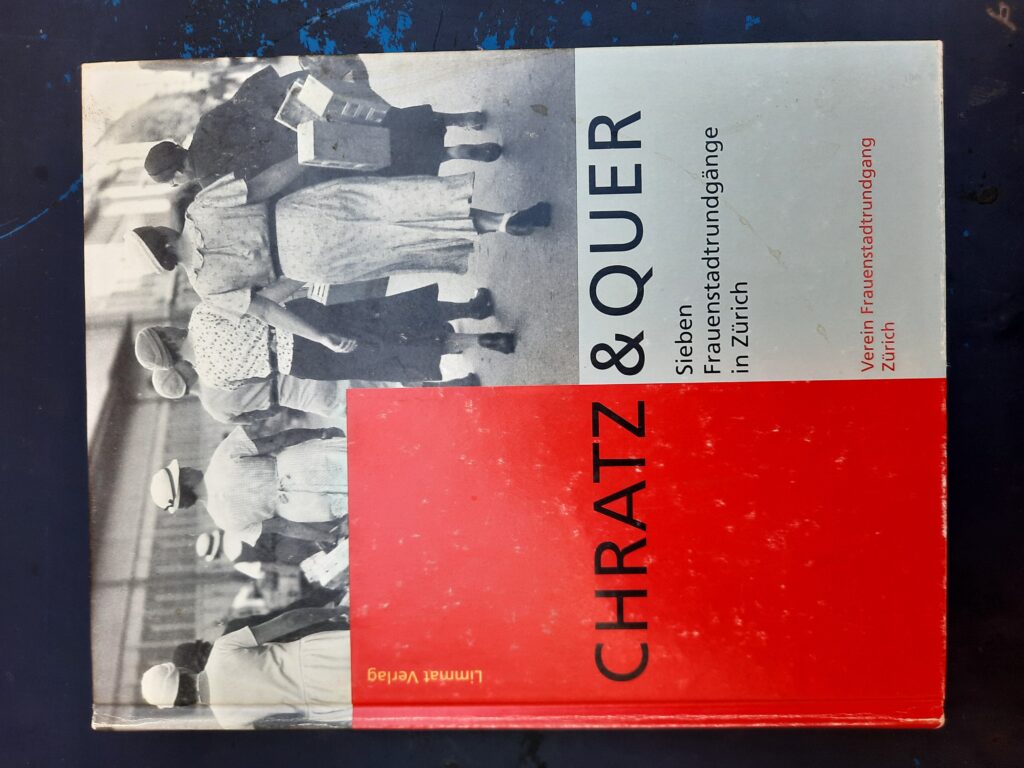 CHRATZ & QUER
Sieben
Frauenstadtrundgänge
in Zürich
Verein Frauenstadtrundgang
Zürich
Limmat Verlag